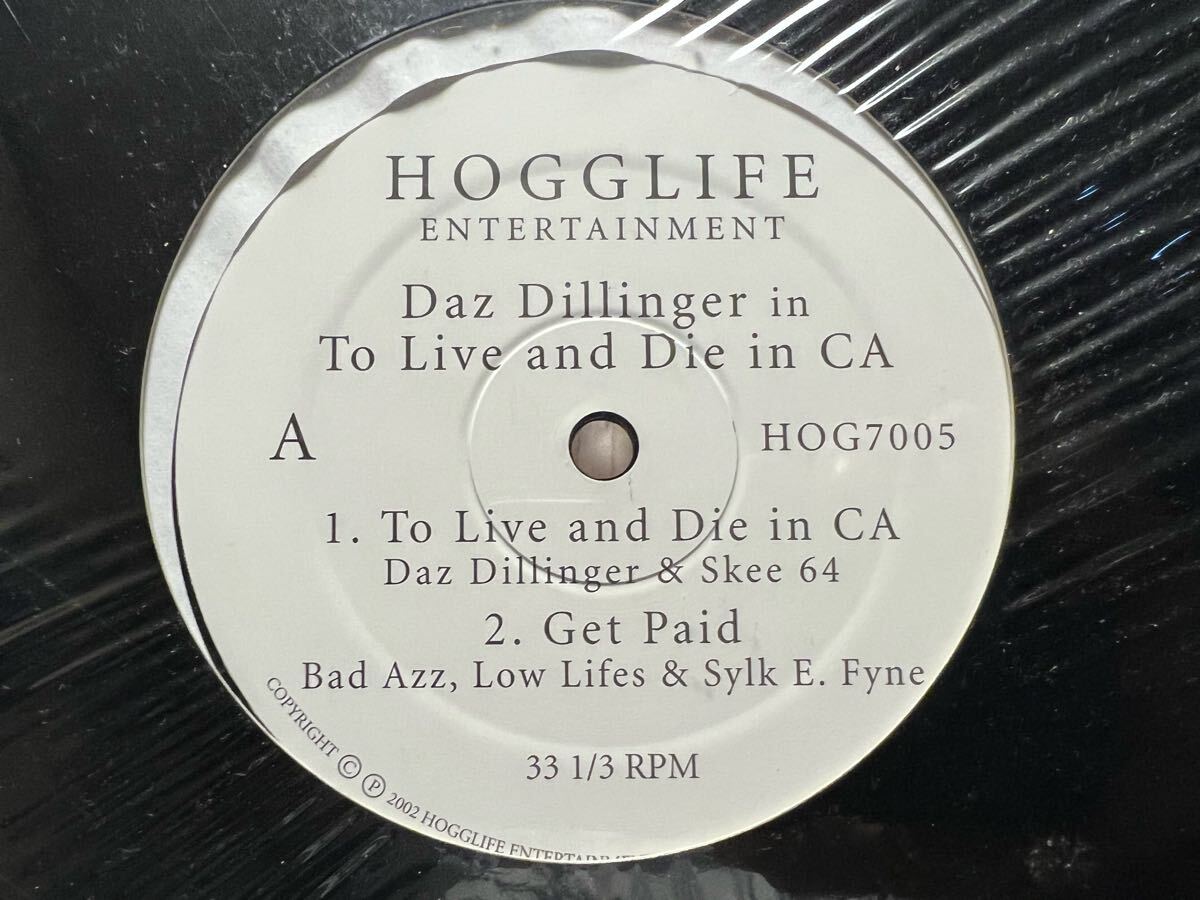 HOGGLIFE
ENTERTAINMENT
Daz Dillinger in
To Live and Die in CA
A
HOG7005
1. To Live and Die in CA
Daz Dillinger & Skee 64
2. Get Paid
Bad Azz, Low Lifes & Sylk E. Fyne
33 1/3 RPM
COPYRIGHT © ℗ 2002 HOGGLIFE